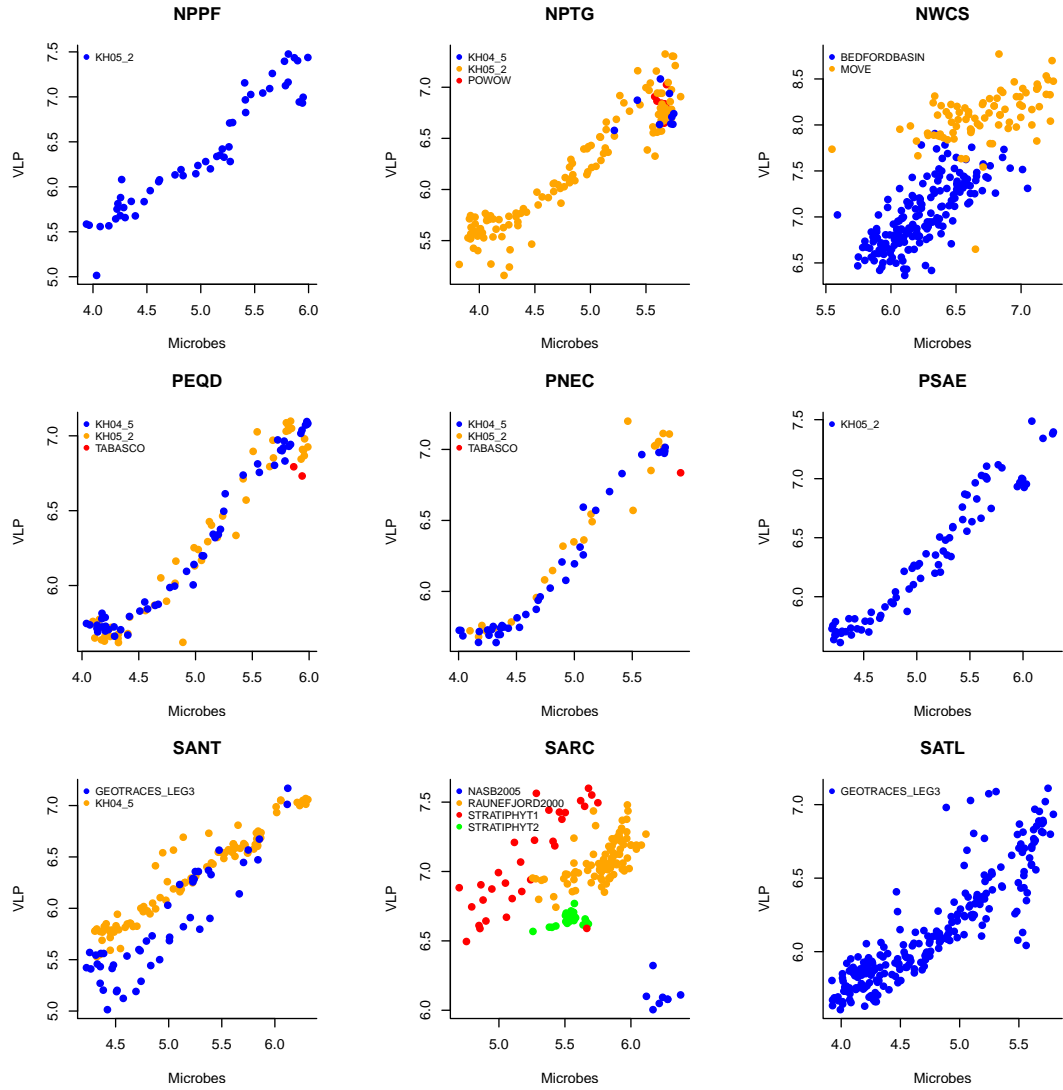 NPPF
KH05_2
VLP
5.0 5.5 6.0 6.5 7.0 7.5
4.0 4.5 5.0 5.5 6.0
Microbes
NPTG
KH04_5
KH05_2
POWOW
VLP
5.5 6.0 6.5 7.0
4.0 4.5 5.0 5.5
Microbes
NWCS
BEDFORDBASIN
MOVE
VLP
6.5 7.0 7.5 8.0 8.5
5.5 6.0 6.5 7.0
Microbes
PEQD
KH04_5
KH05_2
TABASCO
VLP
6.0 6.5 7.0
4.0 4.5 5.0 5.5 6.0
Microbes
PNEC
KH04_5
KH05_2
TABASCO
VLP
6.0 6.5 7.0
4.0 4.5 5.0 5.5
Microbes
PSAE
KH05_2
VLP
6.0 6.5 7.0 7.5
4.5 5.0 5.5 6.0
Microbes
SANT
GEOTRACES_LEG3
KH04_5
VLP
5.0 5.5 6.0 6.5 7.0
4.5 5.0 5.5 6.0
Microbes
SARC
NASB2005
RAUNEFJORD2000
STRATIPHYT1
STRATIPHYT2
VLP
6.0 6.5 7.0 7.5
5.0 5.5 6.0
Microbes
SATL
GEOTRACES_LEG3
VLP
6.0 6.5 7.0
4.0 4.5 5.0 5.5
Microbes